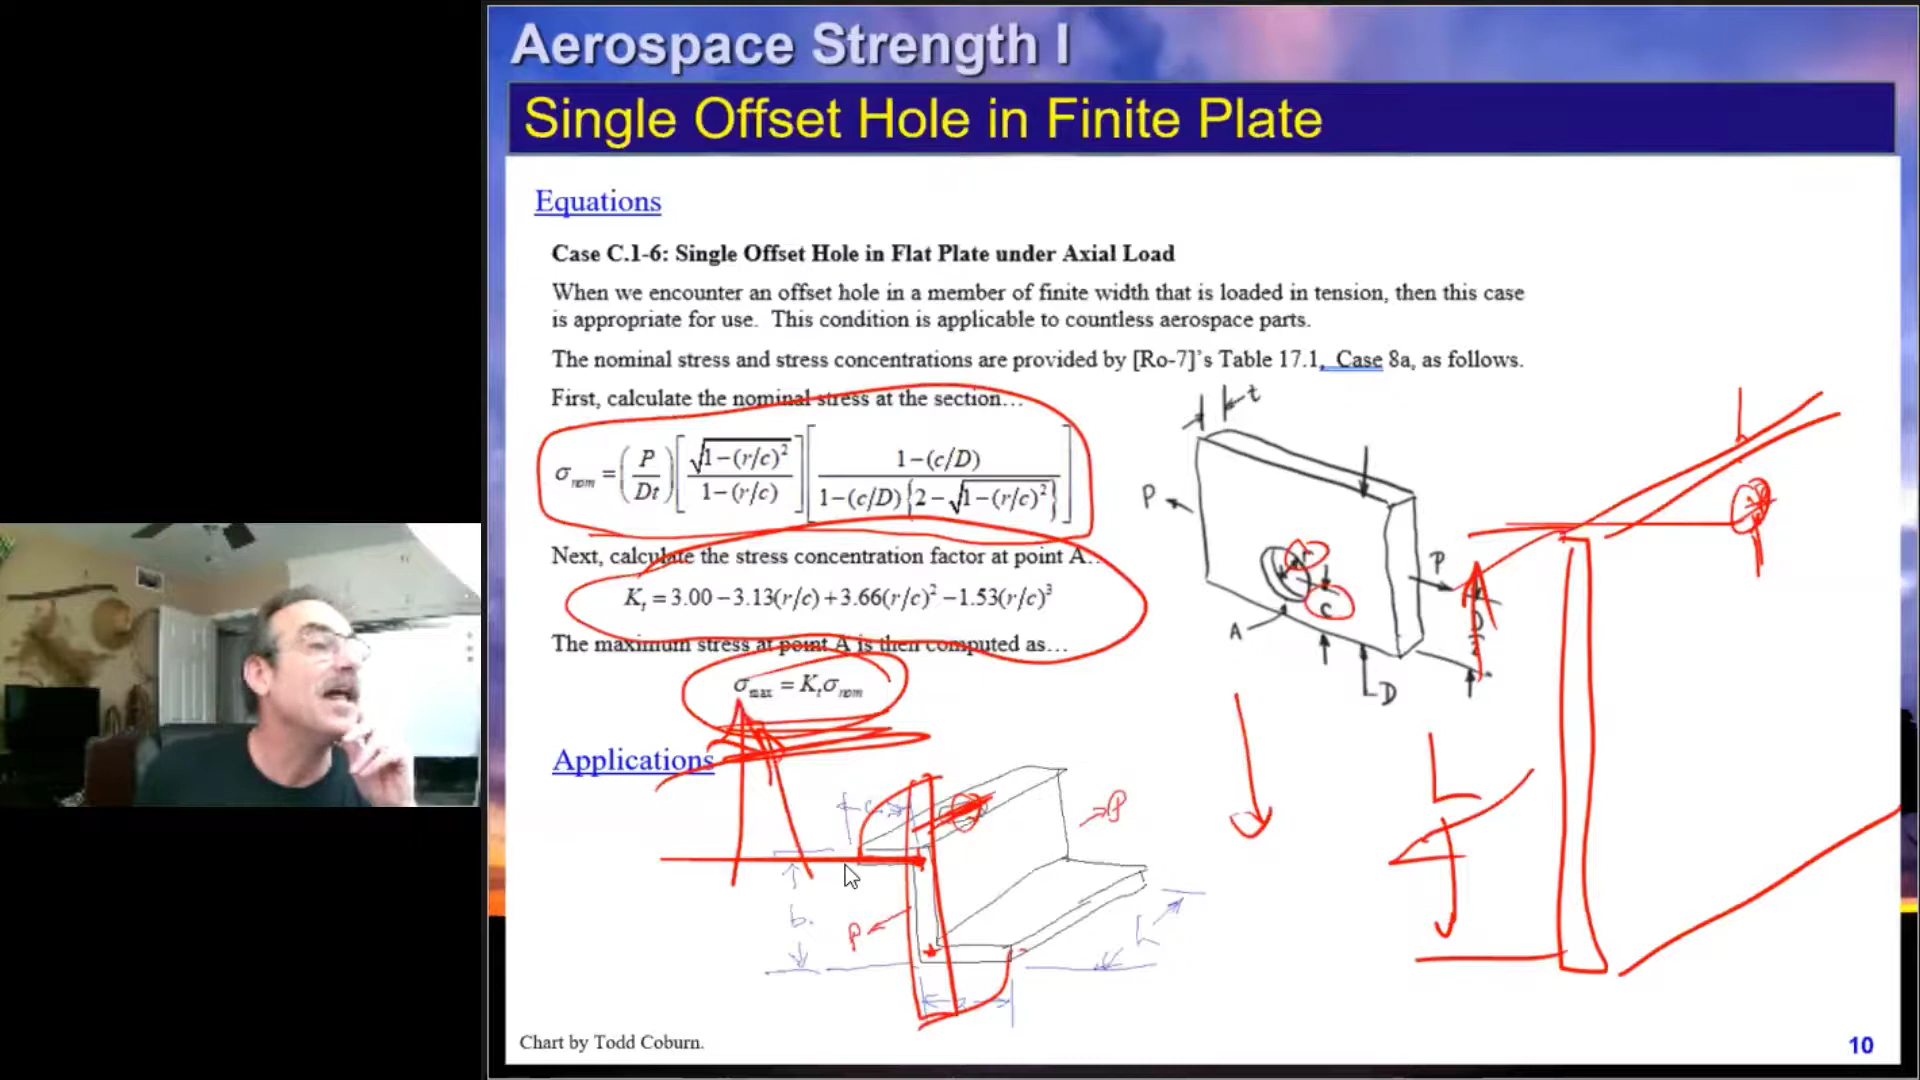 Aerospace Strength I
Single Offset Hole in Finite Plate
Equations
Case C.1-6: Single Offset Hole in Flat Plate under Axial Load
When we encounter an offset hole in a member of finite width that is loaded in tension, then this case
is appropriate for use. This condition is applicable to countless aerospace parts.
The nominal stress and stress concentrations are provided by [Ro-7]'s Table 17.1, Case 8a, as follows.
First, calculate the nominal stress at the section…
σnom = (P/Dt) [√(1-(r/c)²) / (1-(r/c))] [(1-(c/D)) / (1-(c/D){2-√(1-(r/c)²)})]
Next, calculate the stress concentration factor at point A…
Kt = 3.00 - 3.13(r/c) + 3.66(r/c)² - 1.53(r/c)³
The maximum stress at point A is then computed as…
σmax = Ktσnom
t
P
P
r
c
A
D
D/2
Applications
c
P
b
P
h
a
Chart by Todd Coburn.
10